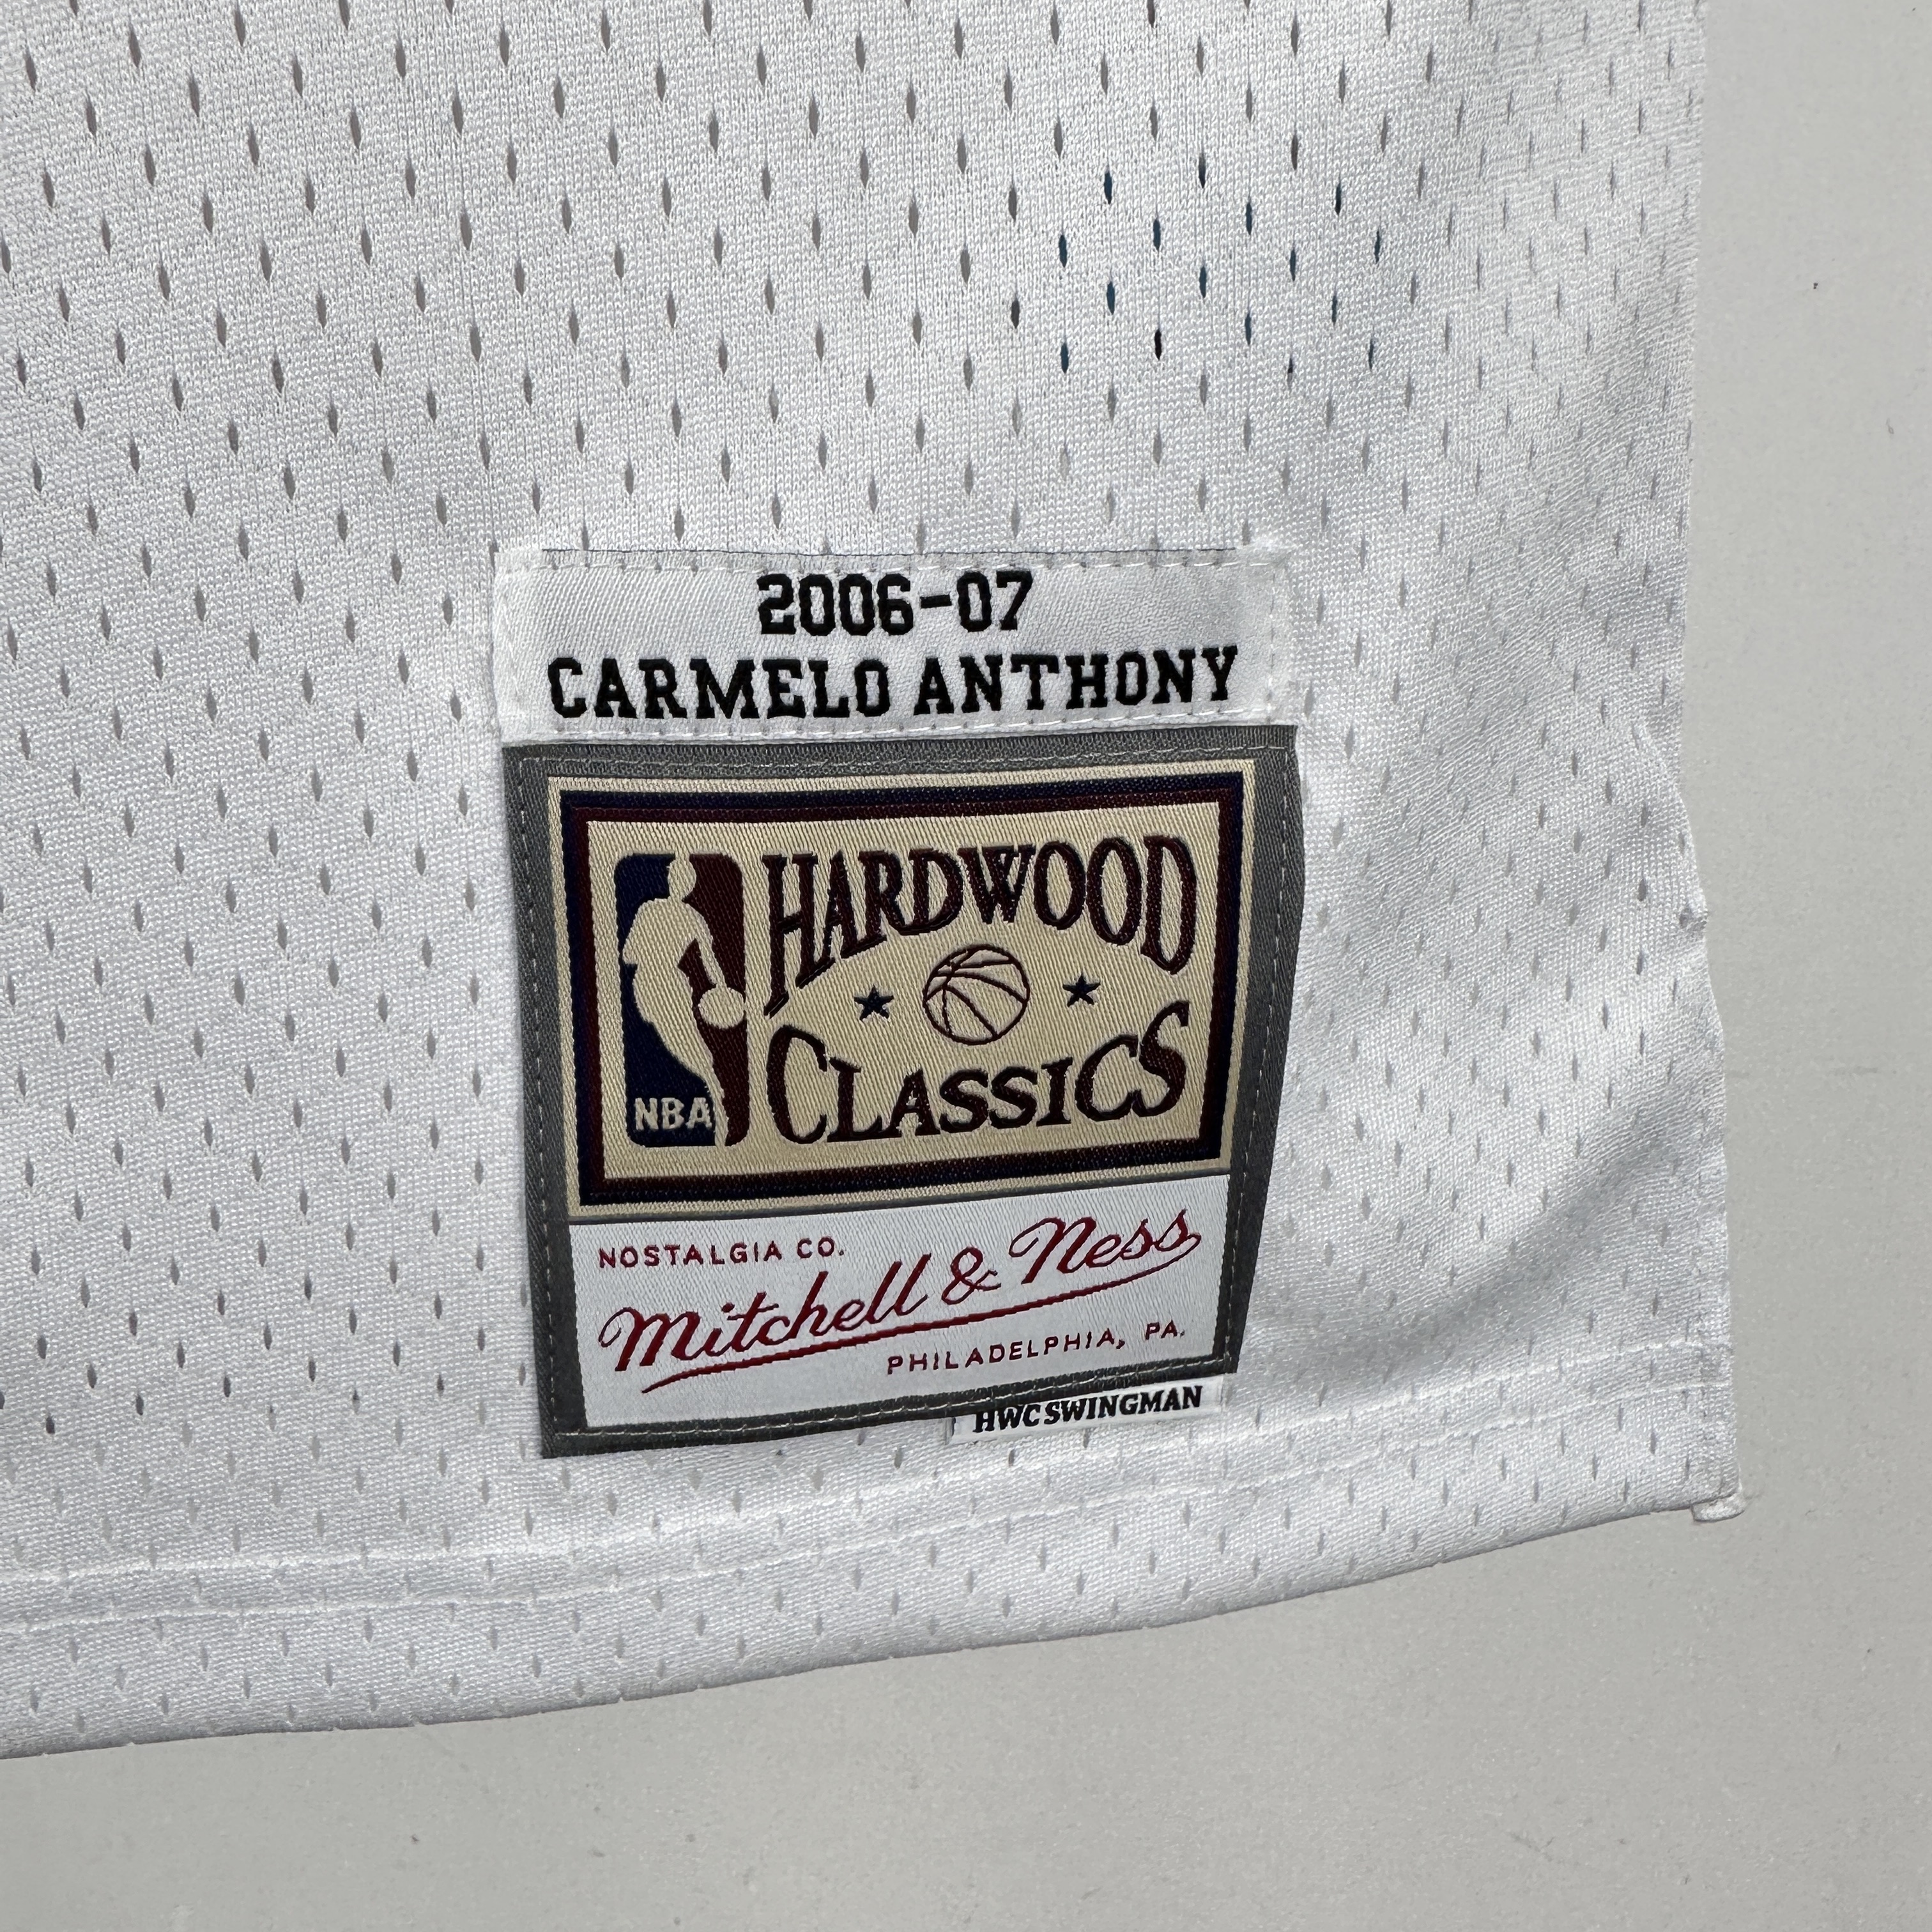 2006-07
CARMELO ANTHONY
HARDWOOD
CLASSICS
NBA
NOSTALGIA CO.
Mitchell & Ness
PHILADELPHIA, PA.
HWC SWINGMAN